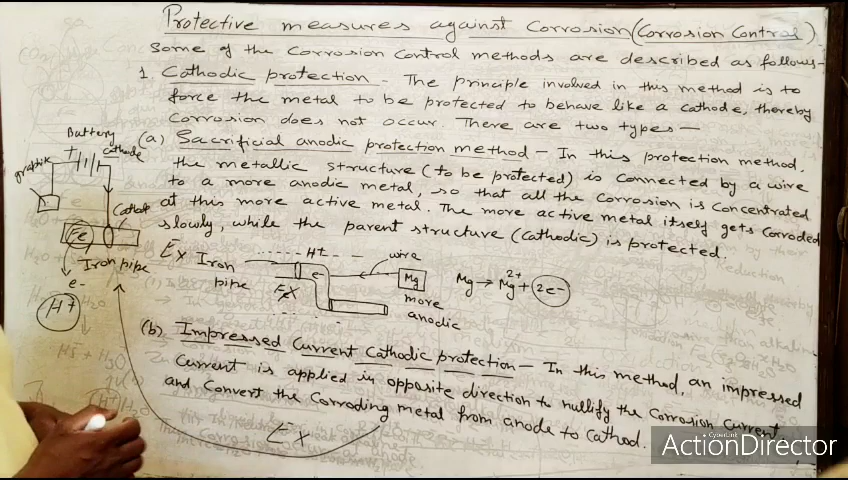 Protective measures against Corrosion (Corrosion Control)
Some of the Corrosion Control methods are described as follows-
1. Cathodic protection - The principle involved in this method is to
force the metal to be protected to behave like a cathode, thereby
Corrosion does not occur. There are two types —
(a) Sacrificial anodic protection method - In this protection method,
the metallic structure (to be protected) is connected by a wire
to a more anodic metal, so that all the Corrosion is Concentrated
at this more active metal. The more active metal itself gets Corroded
slowly, while the parent structure (Cathodic) is protected.
Battery
+
cathode
Fe
Iron pipe
e-
H+
Ex Iron pipe
H+
e-
wire
Mg
more anodic
Mg → Mg2+ + 2e-
(b) Impressed Current Cathodic protection - In this method, an impressed
Current is applied in opposite direction to nullify the Corrosion Current
and Convert the Corroding metal from anode to Cathod.
Ex
CyberLink
ActionDirector